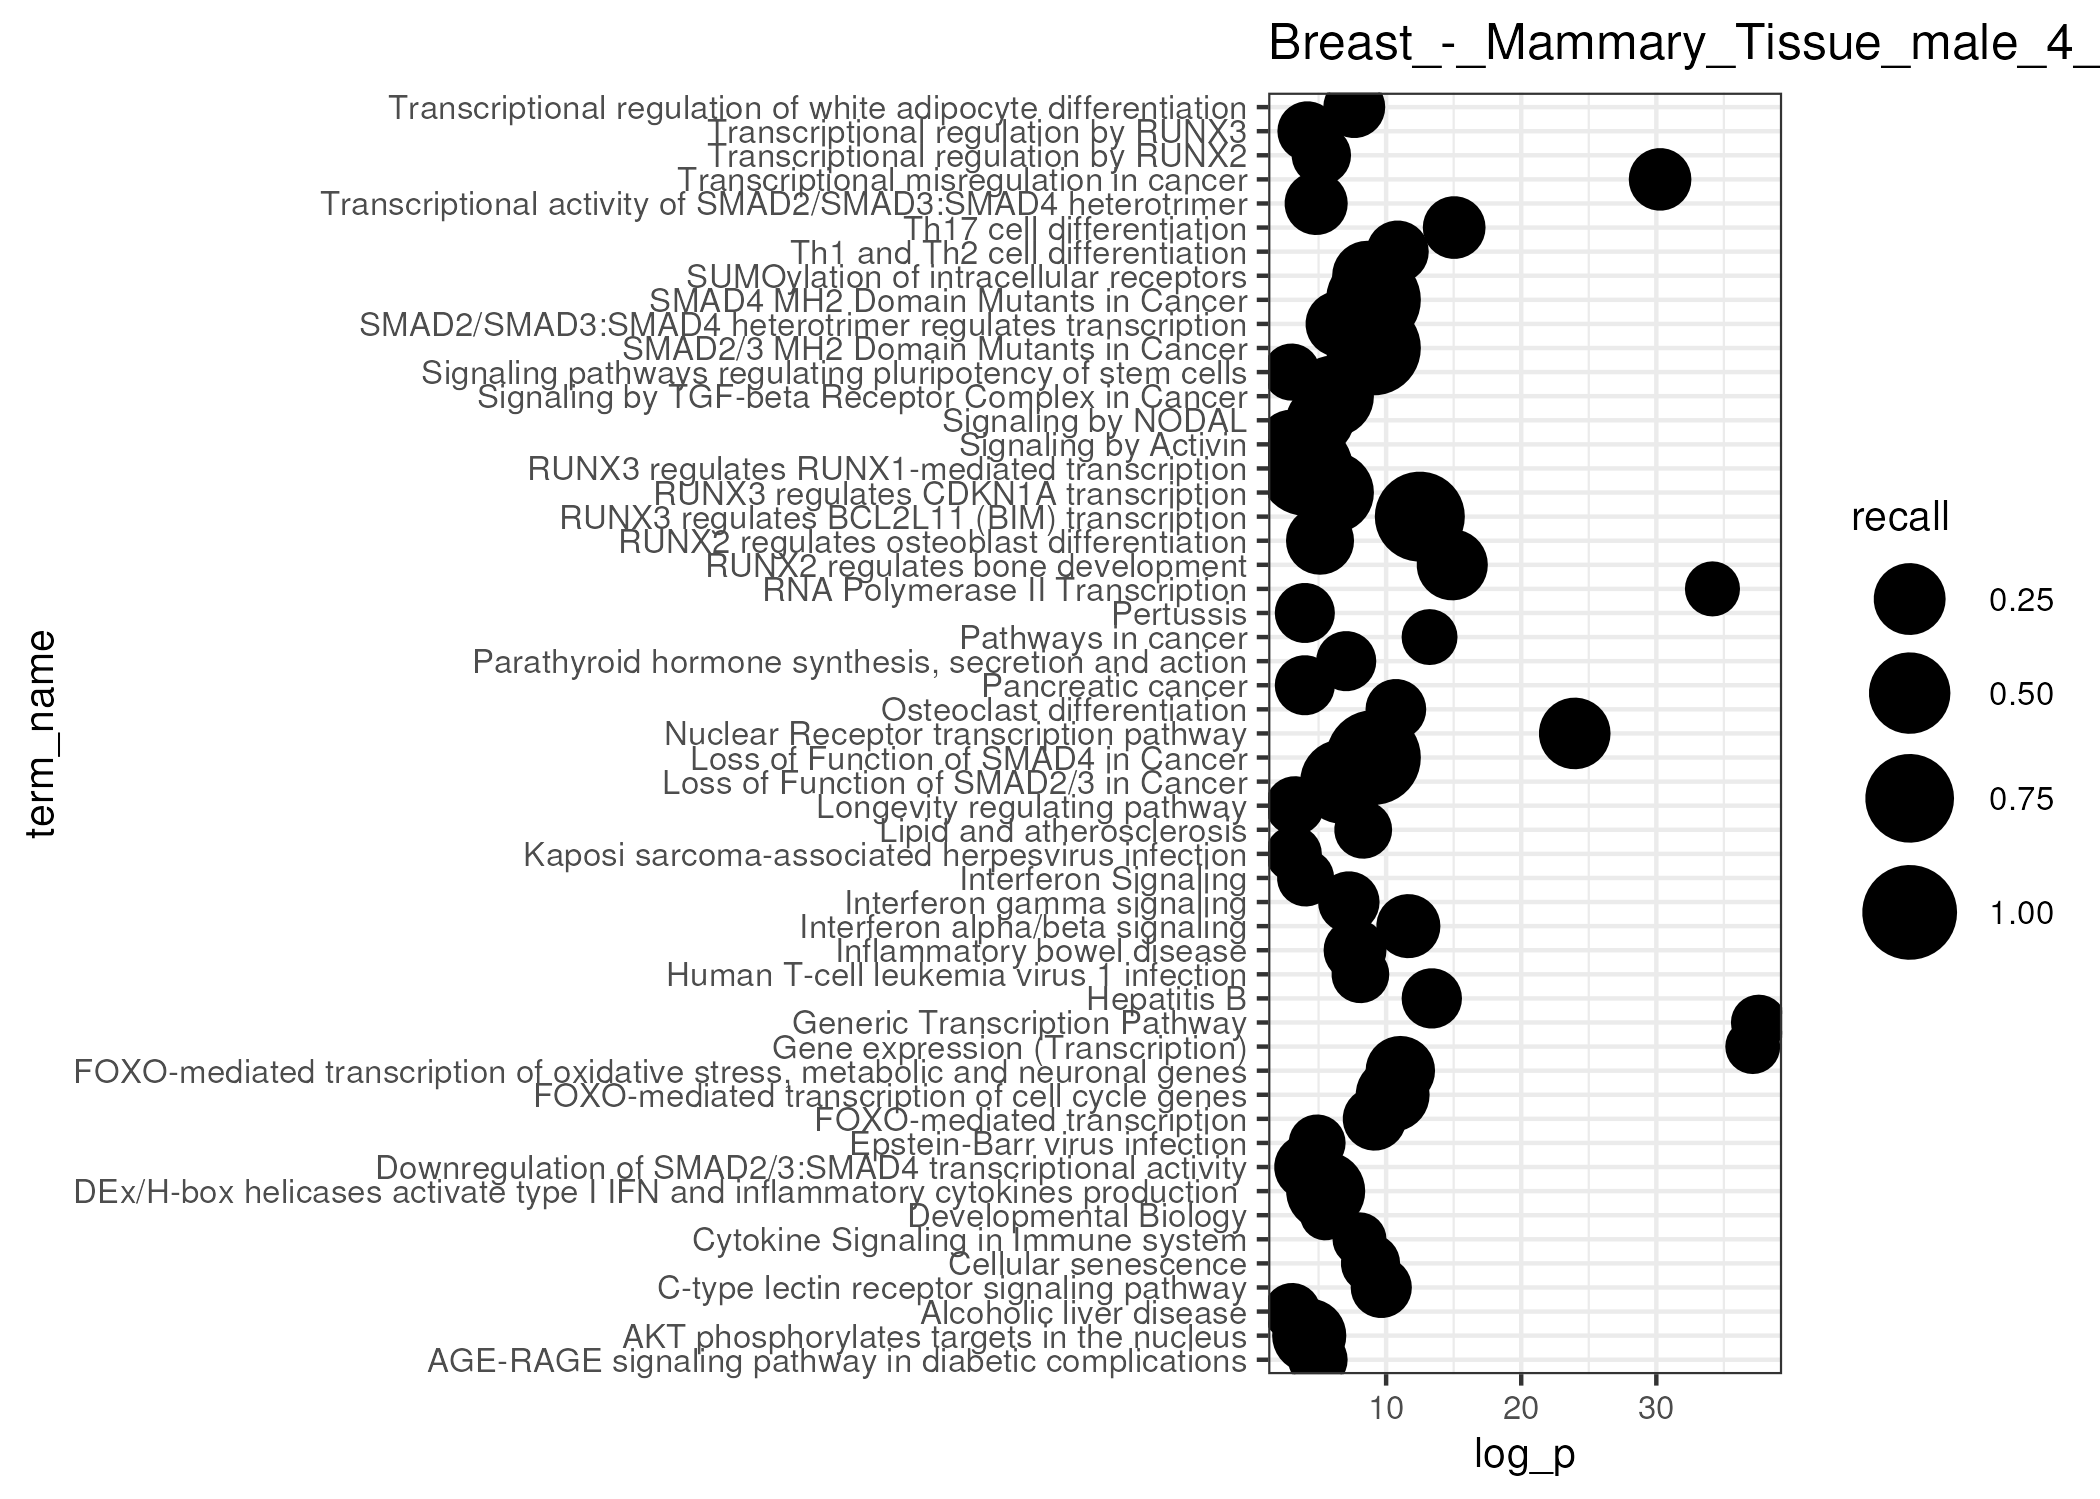 Breast_-_Mammary_Tissue_male_4_
Transcriptional regulation of white adipocyte differentiation
Transcriptional regulation by RUNX3
Transcriptional regulation by RUNX2
Transcriptional misregulation in cancer
Transcriptional activity of SMAD2/SMAD3:SMAD4 heterotrimer
Th17 cell differentiation
Th1 and Th2 cell differentiation
SUMOylation of intracellular receptors
SMAD4 MH2 Domain Mutants in Cancer
SMAD2/SMAD3:SMAD4 heterotrimer regulates transcription
SMAD2/3 MH2 Domain Mutants in Cancer
Signaling pathways regulating pluripotency of stem cells
Signaling by TGF-beta Receptor Complex in Cancer
Signaling by NODAL
Signaling by Activin
RUNX3 regulates RUNX1-mediated transcription
RUNX3 regulates CDKN1A transcription
RUNX3 regulates BCL2L11 (BIM) transcription
RUNX2 regulates osteoblast differentiation
RUNX2 regulates bone development
RNA Polymerase II Transcription
Pertussis
Pathways in cancer
Parathyroid hormone synthesis, secretion and action
Pancreatic cancer
Osteoclast differentiation
Nuclear Receptor transcription pathway
Loss of Function of SMAD4 in Cancer
Loss of Function of SMAD2/3 in Cancer
Longevity regulating pathway
Lipid and atherosclerosis
Kaposi sarcoma-associated herpesvirus infection
Interferon Signaling
Interferon gamma signaling
Interferon alpha/beta signaling
Inflammatory bowel disease
Human T-cell leukemia virus 1 infection
Hepatitis B
Generic Transcription Pathway
Gene expression (Transcription)
FOXO-mediated transcription of oxidative stress, metabolic and neuronal genes
FOXO-mediated transcription of cell cycle genes
FOXO-mediated transcription
Epstein-Barr virus infection
Downregulation of SMAD2/3:SMAD4 transcriptional activity
DEx/H-box helicases activate type I IFN and inflammatory cytokines production
Developmental Biology
Cytokine Signaling in Immune system
Cellular senescence
C-type lectin receptor signaling pathway
Alcoholic liver disease
AKT phosphorylates targets in the nucleus
AGE-RAGE signaling pathway in diabetic complications
term_name
10 20 30
log_p
recall
0.25
0.50
0.75
1.00